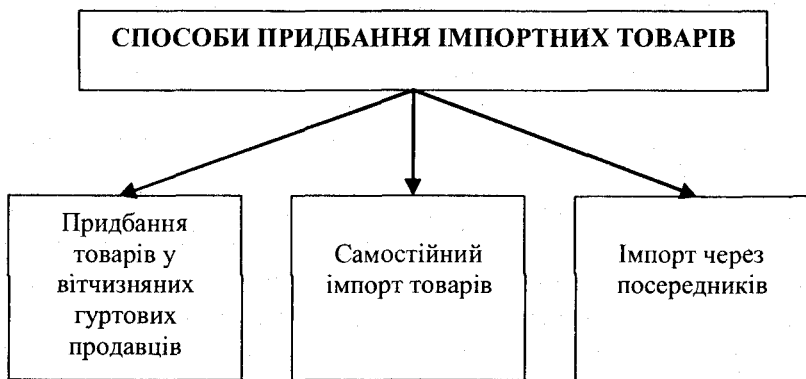 СПОСОБИ ПРИДБАННЯ ІМПОРТНИХ ТОВАРІВ
Придбання
товарів у
вітчизняних
гуртових
продавців
Самостійний
імпорт товарів
Імпорт через
посередників